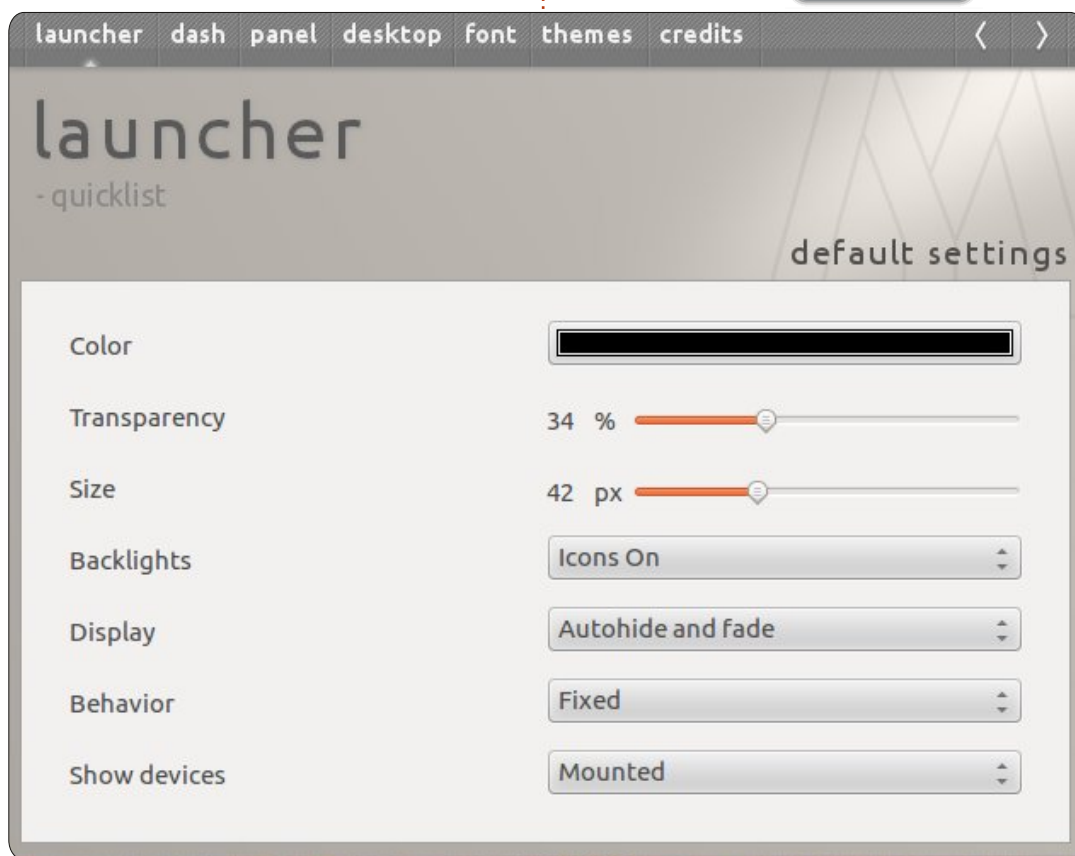 launcher dash panel desktop font themes credits 〈 〉
launcher
- quicklist
default settings
Color
Transparency 34 %
Size 42 px
Backlights Icons On
Display Autohide and fade
Behavior Fixed
Show devices Mounted